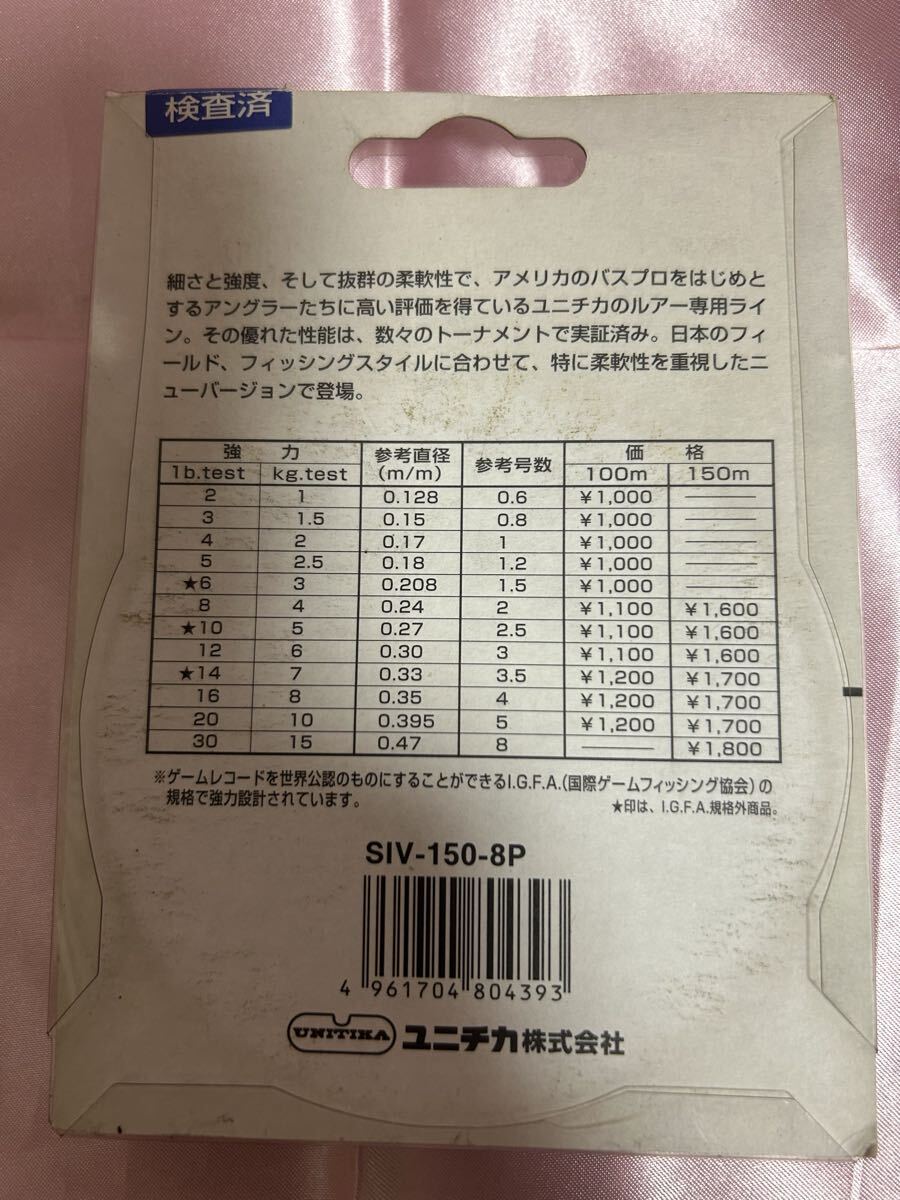 検査済
細さと強度、そして抜群の柔軟性で、アメリカのバスプロをはじめと
するアングラーたちに高い評価を得ているユニチカのルアー専用ライ
ン。その優れた性能は、数々のトーナメントで実証済み。日本のフィ
ールド、フィッシングスタイルに合わせて、特に柔軟性を重視したニ
ューバージョンで登場。
強 力 参考直径 (m/m) 参考号数 価 格
1b.test kg.test 100m 150m
2 1 0.128 0.6 ¥1,000 ―
3 1.5 0.15 0.8 ¥1,000 ―
4 2 0.17 1 ¥1,000 ―
5 2.5 0.18 1.2 ¥1,000 ―
★6 3 0.208 1.5 ¥1,000 ―
8 4 0.24 2 ¥1,100 ¥1,600
★10 5 0.27 2.5 ¥1,100 ¥1,600
12 6 0.30 3 ¥1,100 ¥1,600
★14 7 0.33 3.5 ¥1,200 ¥1,700
16 8 0.35 4 ¥1,200 ¥1,700
20 10 0.395 5 ¥1,200 ¥1,700
30 15 0.47 8 ― ¥1,800
※ゲームレコードを世界公認のものにすることができるI.G.F.A.(国際ゲームフィッシング協会)の
規格で強力設計されています。
★印は、I.G.F.A.規格外商品。
SIV-150-8P
4 961704 804393
UNITIKA ユニチカ株式会社